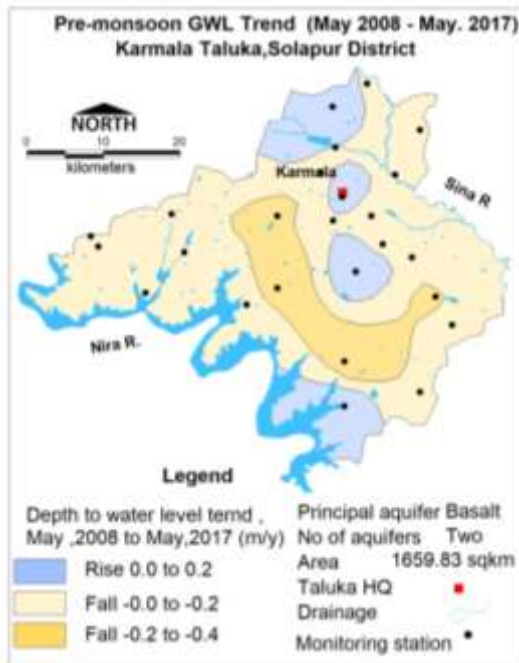 Pre-monsoon GWL Trend (May 2008 - May. 2017)
Karmala Taluka,Solapur District
NORTH
0 10 20
kilometers
Karmala
Sina R
Nira R.
Legend
Depth to water level ternd ,
May ,2008 to May,2017 (m/y)
Rise 0.0 to 0.2
Fall -0.0 to -0.2
Fall -0.2 to -0.4
Principal aquifer Basalt
No of aquifers Two
Area 1659.83 sqkm
Taluka HQ
Drainage
Monitoring station